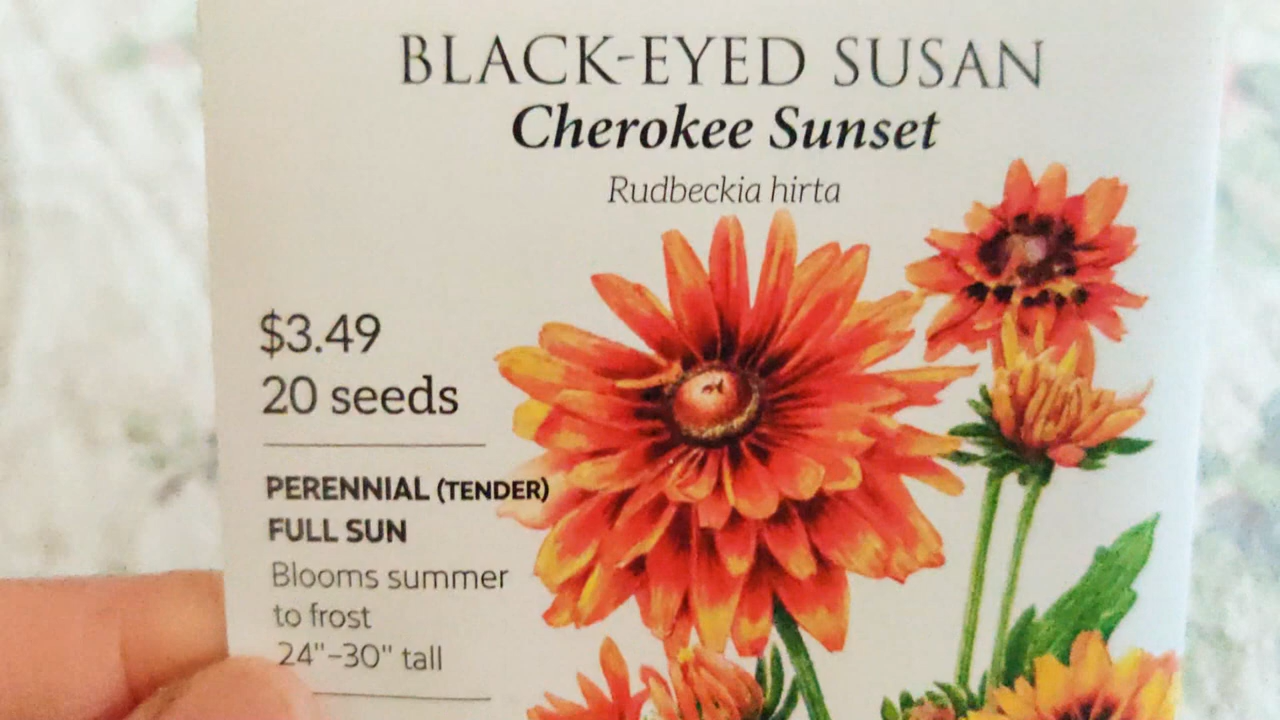 BLACK-EYED SUSAN
Cherokee Sunset
Rudbeckia hirta
$3.49
20 seeds
PERENNIAL (TENDER)
FULL SUN
Blooms summer
to frost
24"-30" tall